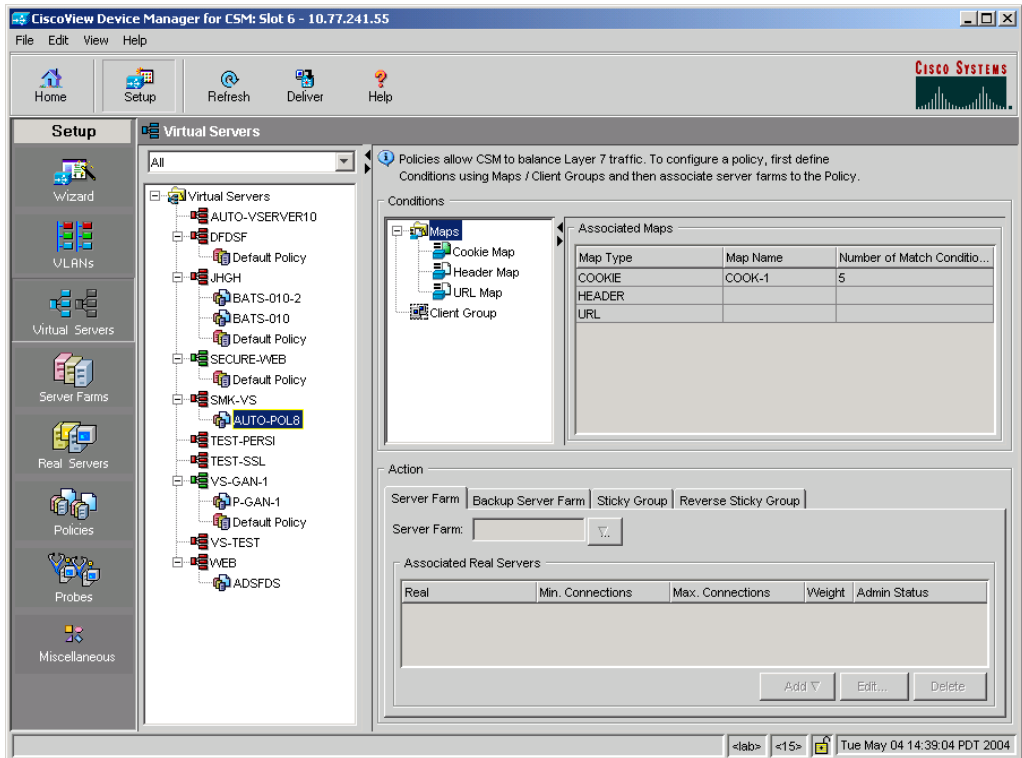 CiscoView Device Manager for CSM: Slot 6 - 10.77.241.55
File Edit View Help
Home
Setup
Refresh
Deliver
Help
CISCO SYSTEMS
Setup
Wizard
VLANs
Virtual Servers
Server Farms
Real Servers
Policies
Probes
Miscellaneous
Virtual Servers
All
Virtual Servers
AUTO-VSERVER10
DFDSF
Default Policy
JHGH
BATS-010-2
BATS-010
Default Policy
SECURE-WEB
Default Policy
SMK-VS
AUTO-POL8
TEST-PERSI
TEST-SSL
VS-GAN-1
P-GAN-1
Default Policy
VS-TEST
WEB
ADSFDS
Policies allow CSM to balance Layer 7 traffic. To configure a policy, first define
Conditions using Maps / Client Groups and then associate server farms to the Policy.
Conditions
Maps
Cookie Map
Header Map
URL Map
Client Group
Associated Maps
Map Type Map Name Number of Match Conditio...
COOKIE COOK-1 5
HEADER
URL
Action
Server Farm Backup Server Farm Sticky Group Reverse Sticky Group
Server Farm:
Associated Real Servers
Real Min. Connections Max. Connections Weight Admin Status
Add Edit... Delete
<lab> <15> Tue May 04 14:39:04 PDT 2004